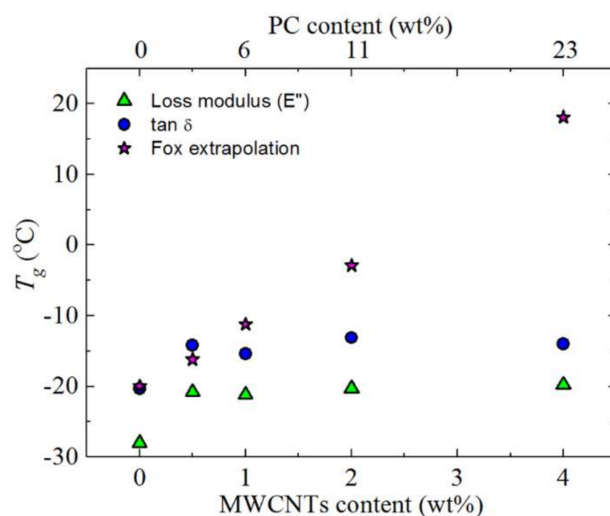 PC content (wt%)
0 6 11 23
Loss modulus (E")
tan δ
Fox extrapolation
20
10
0
-10
-20
-30
T_g (°C)
0 1 2 3 4
MWCNTs content (wt%)